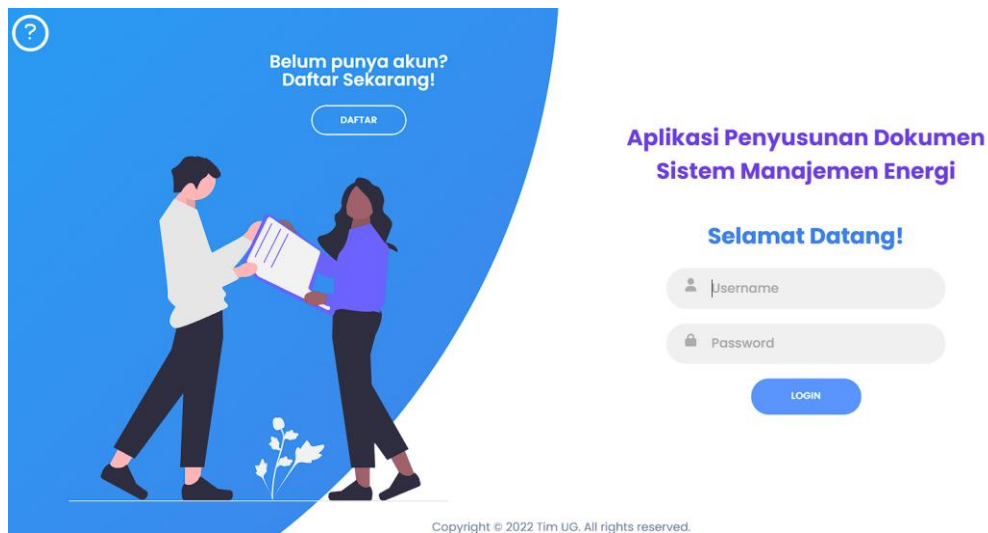 ?
Belum punya akun?
Daftar Sekarang!
DAFTAR
Aplikasi Penyusunan Dokumen
Sistem Manajemen Energi
Selamat Datang!
Username
Password
LOGIN
Copyright © 2022 Tim UG. All rights reserved.